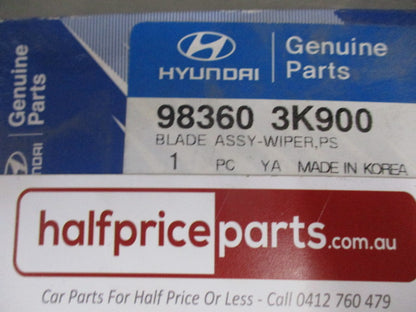 Genuine
Parts
HYUNDAI
HYUNDAI
Genuine
Parts
98360 3K900
BLADE ASSY-WIPER,PS
1 PC YA MADE IN KOREA
halfpriceparts.com.au
Car Parts For Half Price Or Less - Call 0412 760 479